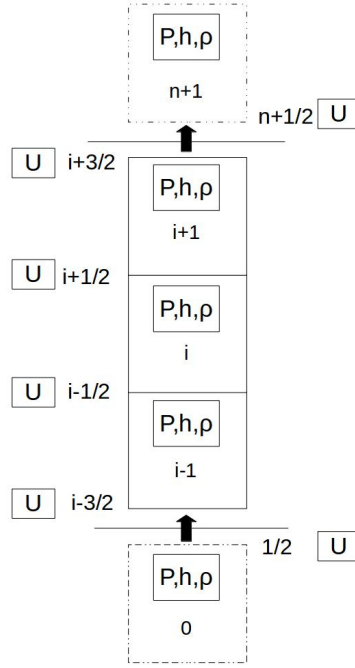 P,h,ρ
n+1
n+1/2 U
U i+3/2
P,h,ρ
i+1
U i+1/2
P,h,ρ
i
U i-1/2
P,h,ρ
i-1
U i-3/2
1/2 U
P,h,ρ
0